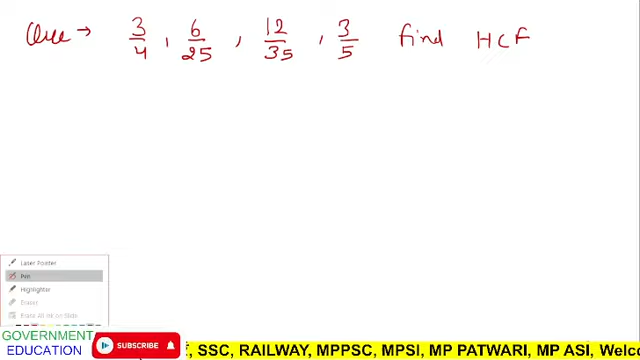 Que → 3/4 , 6/25 , 12/35 , 3/5 find HCF
Laser Pointer
Pen
Highlighter
Eraser
Erase All Ink on Slide
GOVERNMENT
EDUCATION
SUBSCRIBE
, SSC, RAILWAY, MPPSC, MPSI, MP PATWARI, MP ASI, Welco